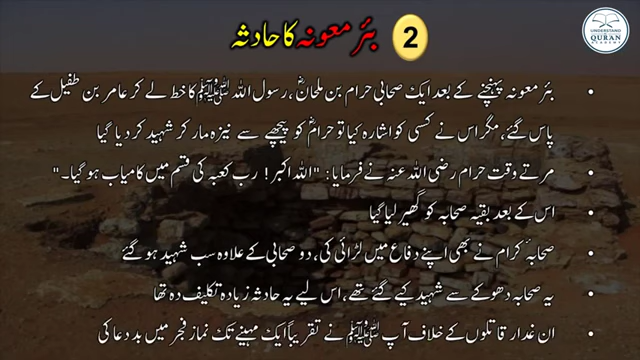 2 بئر معونہ کا حادثہ
UNDERSTAND
QURAN
ACADEMY
• بئر معونہ پہنچنے کے بعد ایک صحابی حرام بن ملحانؓ، رسول اللہ ﷺ کا خط لے کر عامر بن طفیل کے
پاس گئے، مگر اس نے کسی کو اشارہ کیا تو حرامؓ کو پیچھے سے نیزہ مار کر شہید کر دیا گیا
• مرتے وقت حرام رضی اللہ عنہ نے فرمایا: "اللہ اکبر! رب کعبہ کی قسم میں کامیاب ہو گیا۔"
• اس کے بعد بقیہ صحابہ کو گھیر لیا گیا
• صحابہ کرام نے بھی اپنے دفاع میں لڑائی کی، دو صحابی کے علاوہ سب شہید ہو گئے
• یہ صحابہ دھوکے سے شہید کیے گئے تھے، اس لیے یہ حادثہ زیادہ تکلیف دہ تھا
• ان غدار قاتلوں کے خلاف آپ ﷺ نے تقریباً ایک مہینے تک نماز فجر میں بددعا کی